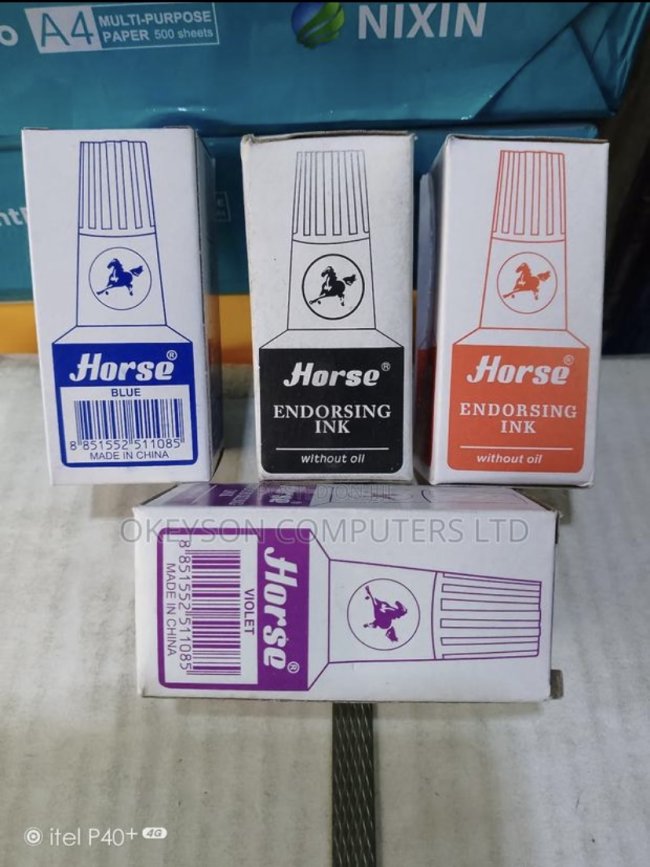 A4 MULTI-PURPOSE
PAPER 500 sheets
NIXIN
Horse®
BLUE
8 851552 511085
MADE IN CHINA
Horse®
ENDORSING
INK
without oil
Horse®
ENDORSING
INK
without oil
OKEYSON COMPUTERS LTD
Horse®
VIOLET
8 851552 511085
MADE IN CHINA
itel P40+ 4G